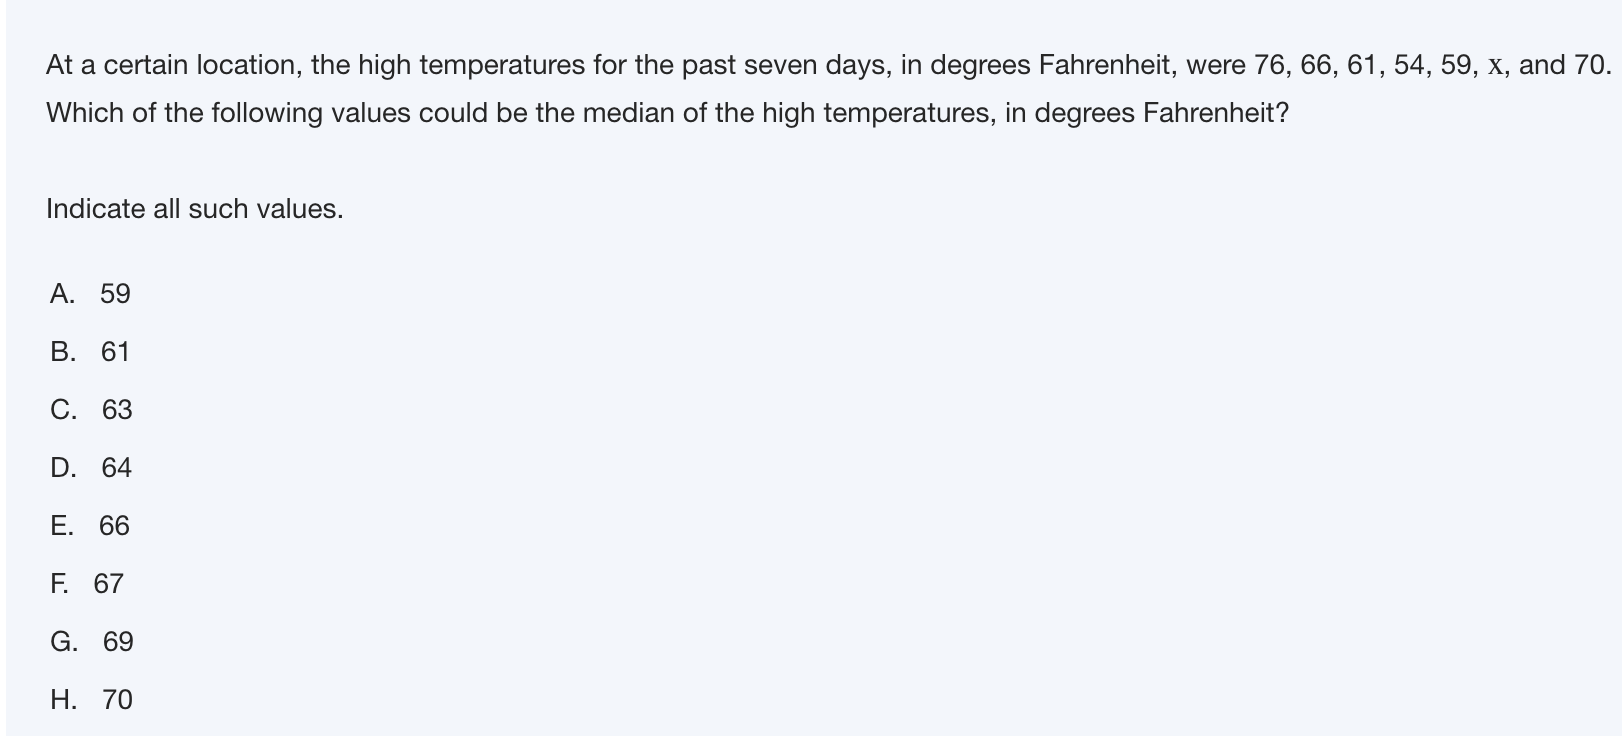 At a certain location, the high temperatures for the past seven days, in degrees Fahrenheit, were 76, 66, 61, 54, 59, x, and 70.
Which of the following values could be the median of the high temperatures, in degrees Fahrenheit?
Indicate all such values.
A. 59
B. 61
C. 63
D. 64
E. 66
F. 67
G. 69
H. 70